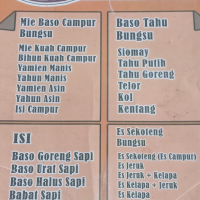 Mie Baso Campur
Bungsu
Mie Kuah Campur
Bihun Kuah Campur
Yamien Manis
Yahun Manis
Yamien Asin
Yahun Asin
Isi Campur
Baso Tahu
Bungsu
Siomay
Tahu Putih
Tahu Goreng
Telor
Kol
Kentang
ISI
Baso Goreng Sapi
Baso Urat Sapi
Baso Halus Sapi
Babat Sapi
Es Sekoteng
Bungsu
Es Sekoteng (Es Campur)
Es Jeruk
Es Jeruk + Kelapa
Es Kelapa + Jeruk
Es Kelapa